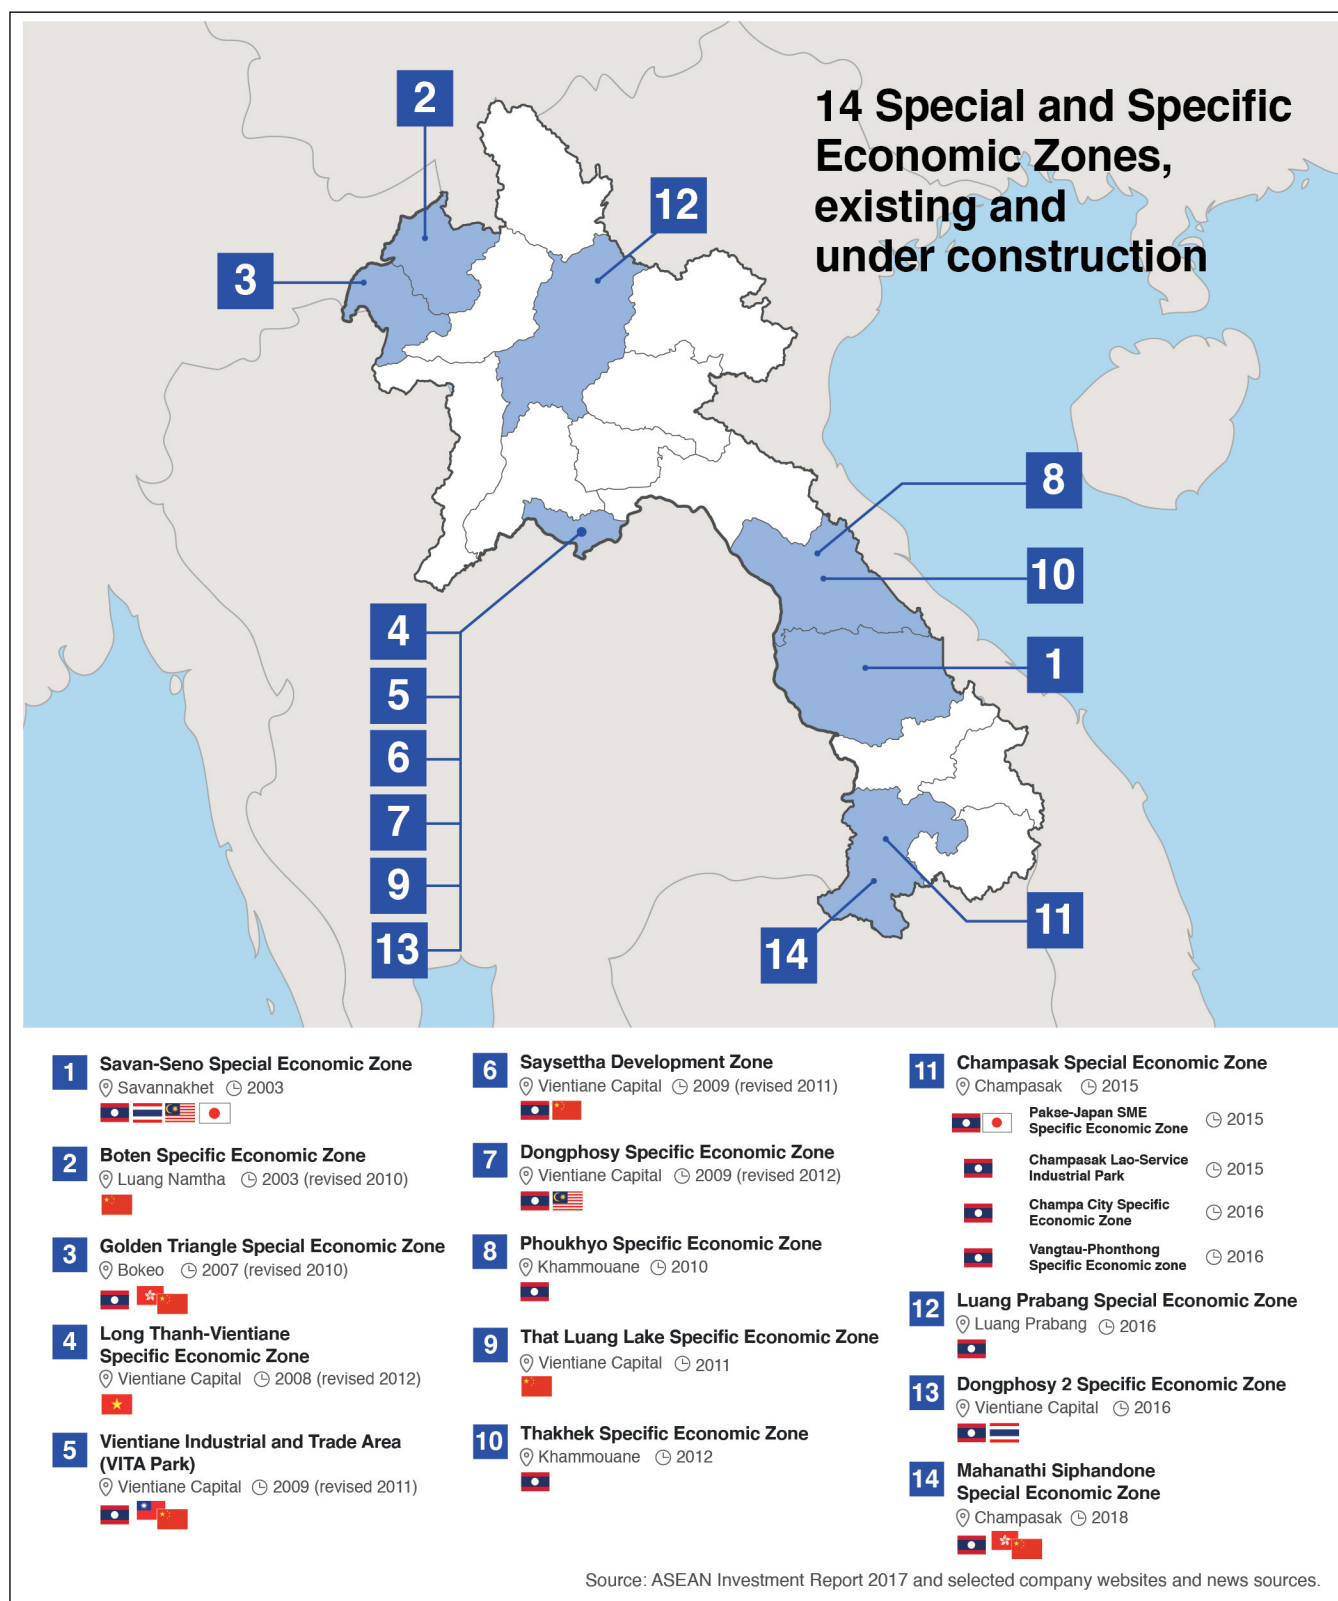 14 Special and Specific
Economic Zones,
existing and
under construction
2
12
3
8
10
1
4
5
6
7
9
13
11
14
1
Savan-Seno Special Economic Zone
Savannakhet 2003
2
Boten Specific Economic Zone
Luang Namtha 2003 (revised 2010)
3
Golden Triangle Special Economic Zone
Bokeo 2007 (revised 2010)
4
Long Thanh-Vientiane
Specific Economic Zone
Vientiane Capital 2008 (revised 2012)
5
Vientiane Industrial and Trade Area
(VITA Park)
Vientiane Capital 2009 (revised 2011)
6
Saysettha Development Zone
Vientiane Capital 2009 (revised 2011)
7
Dongphosy Specific Economic Zone
Vientiane Capital 2009 (revised 2012)
8
Phoukhyo Specific Economic Zone
Khammouane 2010
9
That Luang Lake Specific Economic Zone
Vientiane Capital 2011
10
Thakhek Specific Economic Zone
Khammouane 2012
11
Champasak Special Economic Zone
Champasak 2015
Pakse-Japan SME
Specific Economic Zone 2015
Champasak Lao-Service
Industrial Park 2015
Champa City Specific
Economic Zone 2016
Vangtau-Phonthong
Specific Economic zone 2016
12
Luang Prabang Special Economic Zone
Luang Prabang 2016
13
Dongphosy 2 Specific Economic Zone
Vientiane Capital 2016
14
Mahanathi Siphandone
Special Economic Zone
Champasak 2018
Source: ASEAN Investment Report 2017 and selected company websites and news sources.